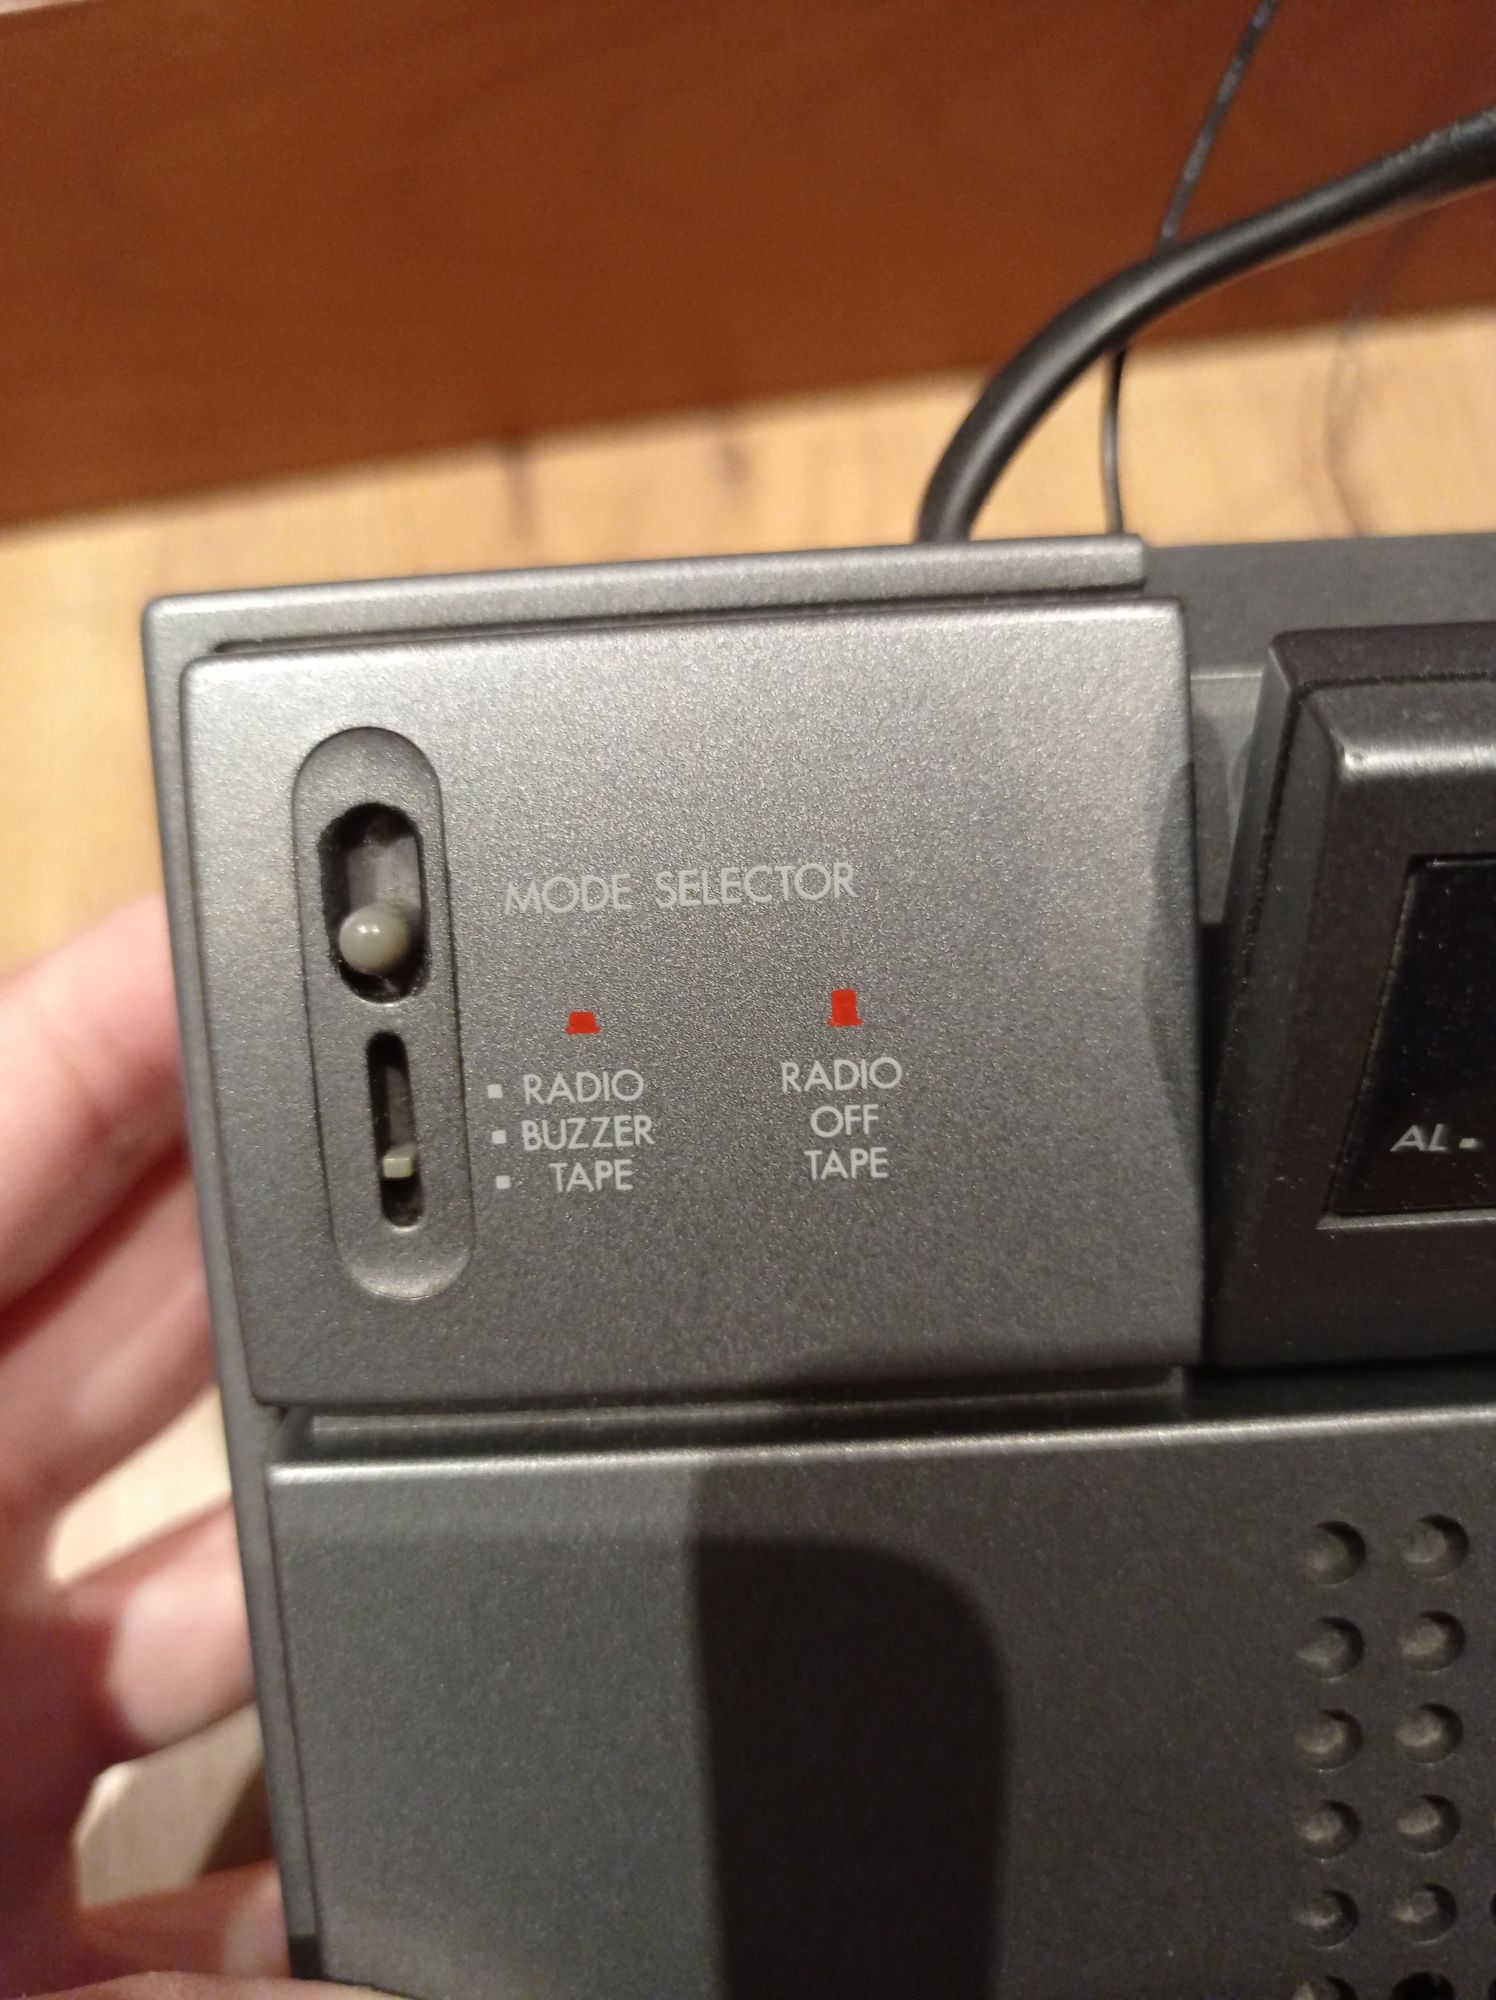 MODE SELECTOR
RADIO
BUZZER
TAPE
RADIO
OFF
TAPE
AL